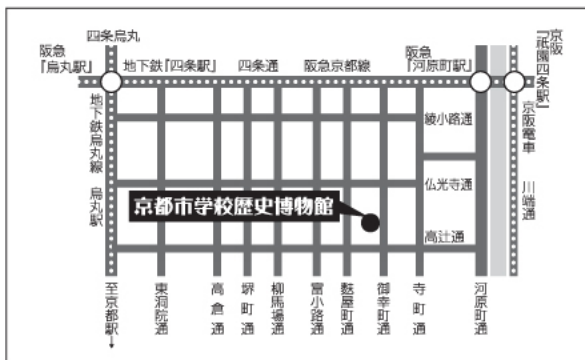 四条烏丸
阪急
『烏丸駅』
地下鉄『四条駅』
四条通
阪急京都線
阪急
『河原町駅』
京阪
『祇園四条駅』
地下鉄烏丸線
烏丸駅
綾小路通
京阪電車
川端通
仏光寺通
京都市学校歴史博物館
高辻通
至京都駅→
東洞院通
高倉通
堺町通
柳馬場通
富小路通
麩屋町通
御幸町通
寺町通
河原町通